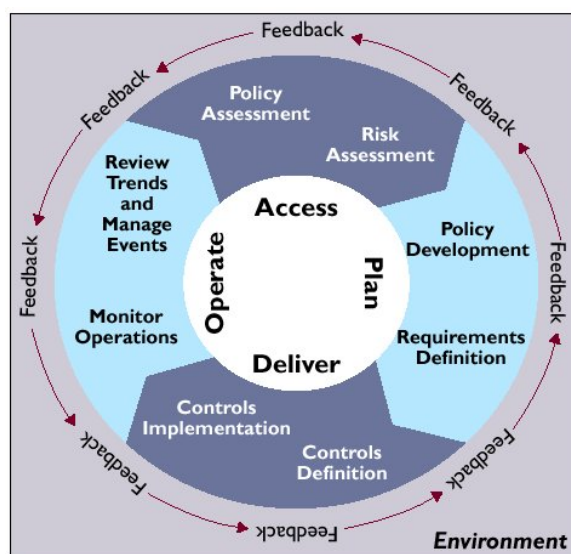 Feedback
Feedback
Feedback
Policy
Assessment
Risk
Assessment
Review
Trends
and
Manage
Events
Access
Policy
Development
Feedback
Operate
Plan
Feedback
Monitor
Operations
Requirements
Definition
Deliver
Controls
Implementation
Controls
Definition
Feedback
Feedback
Feedback
Environment